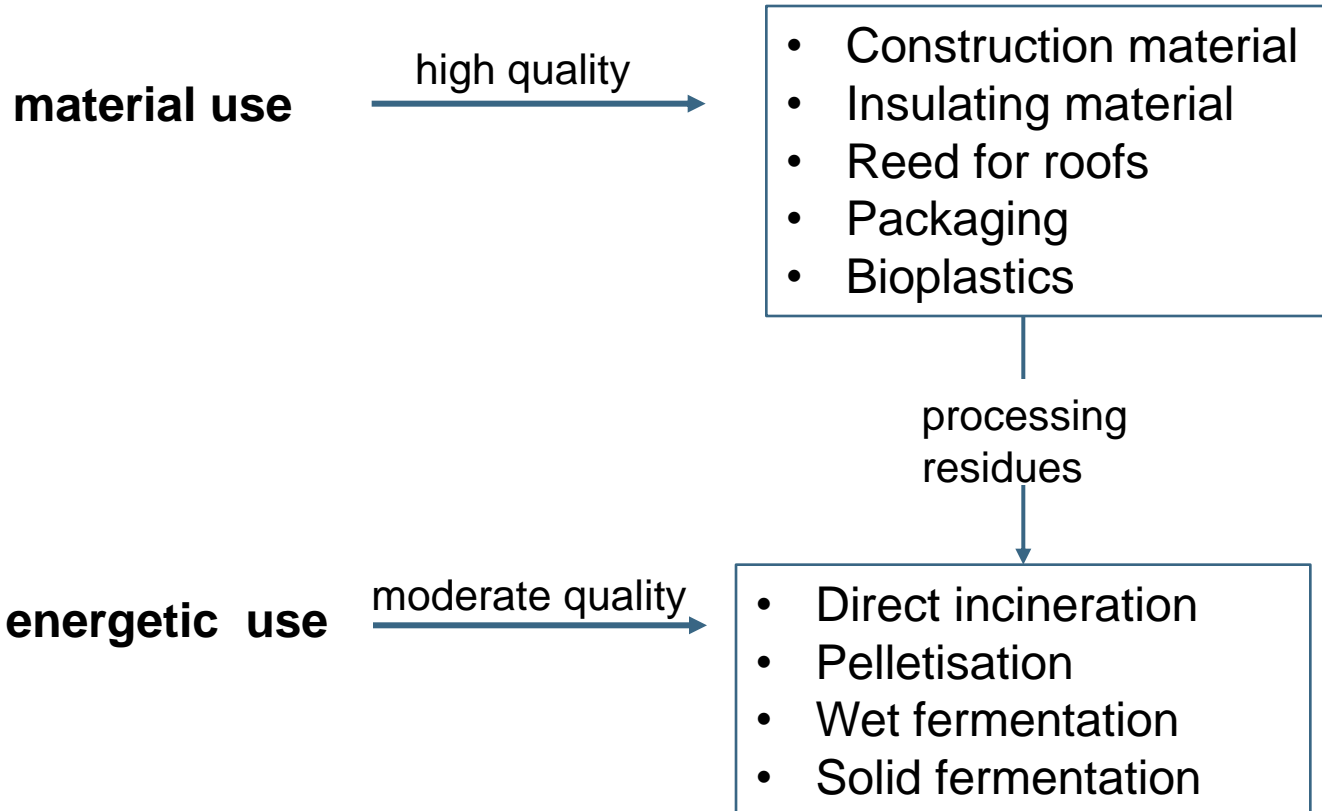 material use
high quality
• Construction material
• Insulating material
• Reed for roofs
• Packaging
• Bioplastics
processing
residues
energetic  use
moderate quality
• Direct incineration
• Pelletisation
• Wet fermentation
• Solid fermentation